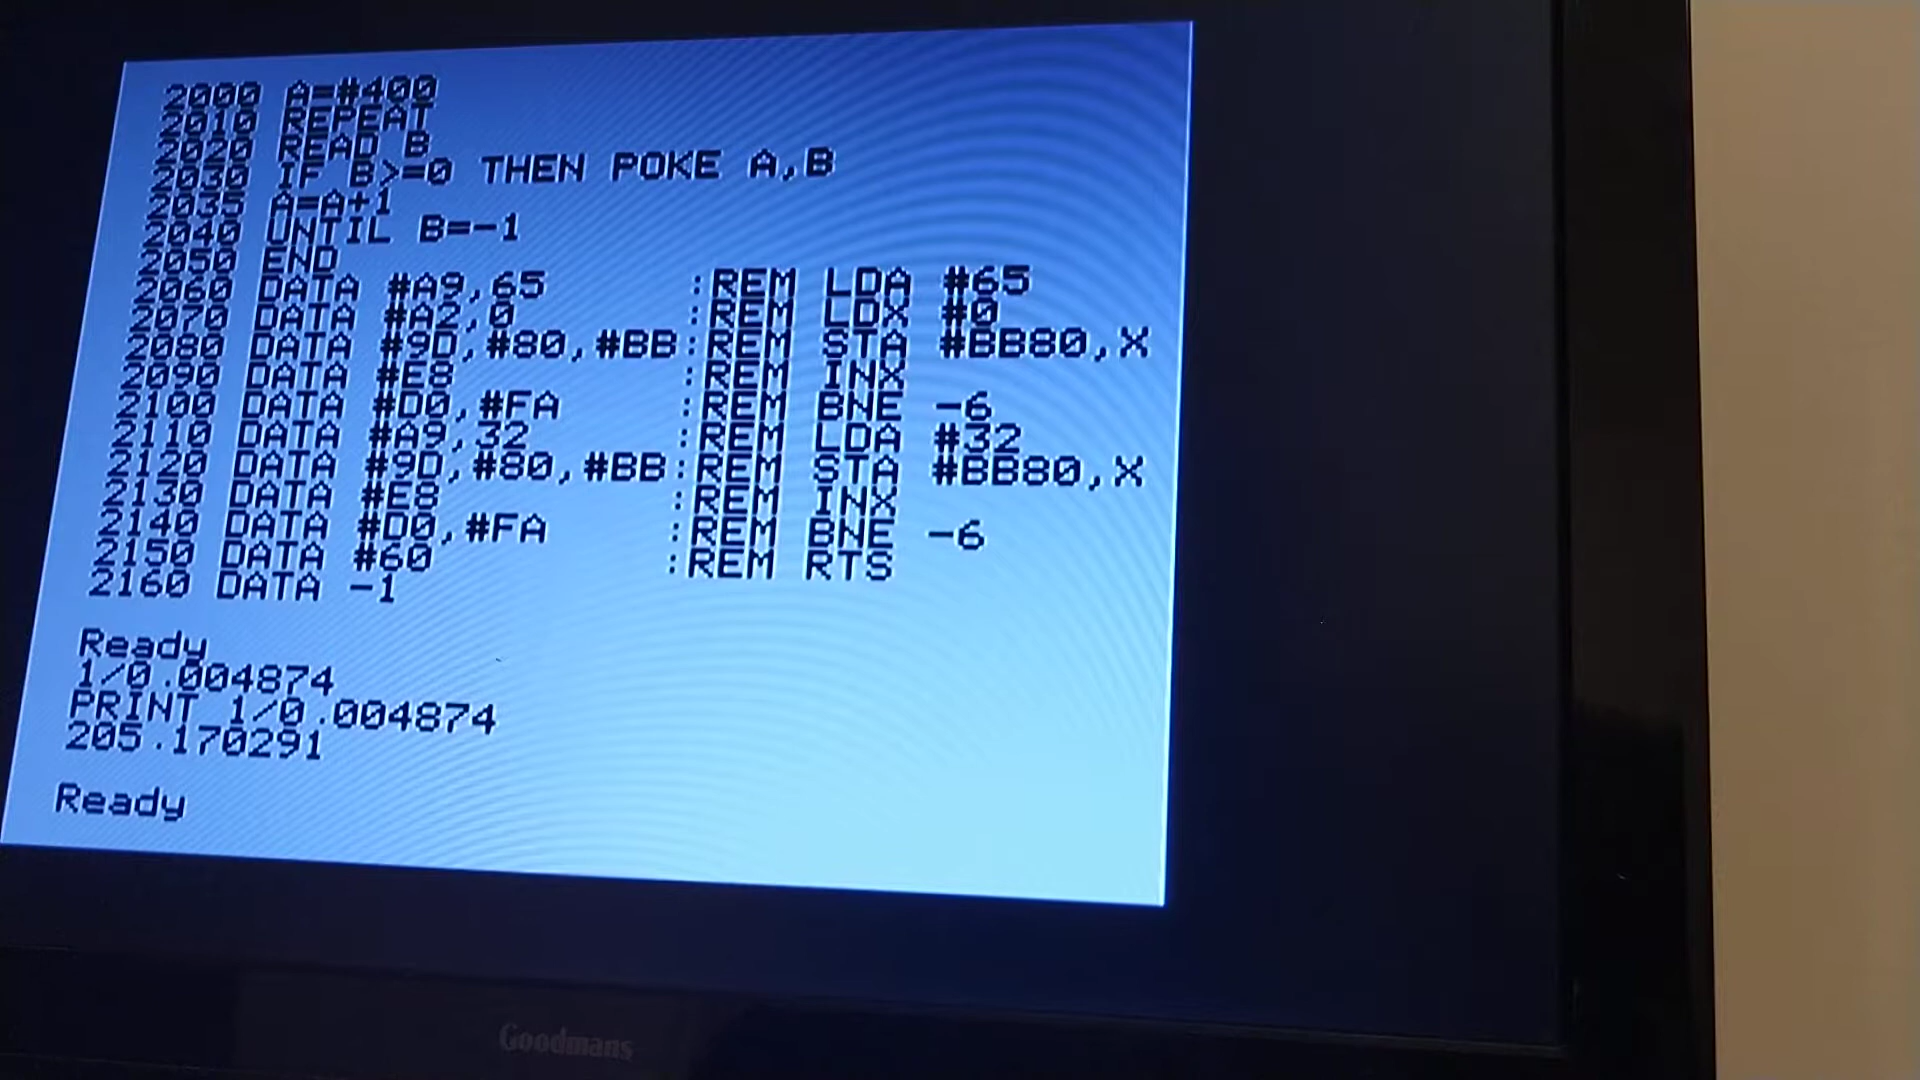 2000 A=#400
2010 REPEAT
2020 READ B
2030 IF B>=0 THEN POKE A,B
2035 A=A+1
2040 UNTIL B=-1
2050 END
2060 DATA #A9,65 :REM LDA #65
2070 DATA #A2,0 :REM LDX #0
2080 DATA #9D,#80,#BB:REM STA #BB80,X
2090 DATA #E8 :REM INX
2100 DATA #D0,#FA :REM BNE -6
2110 DATA #A9,32 :REM LDA #32
2120 DATA #9D,#80,#BB:REM STA #BB80,X
2130 DATA #E8 :REM INX
2140 DATA #D0,#FA :REM BNE -6
2150 DATA #60 :REM RTS
2160 DATA -1
Ready
1/0.004874
PRINT 1/0.004874
205.170291
Ready
Goodmans